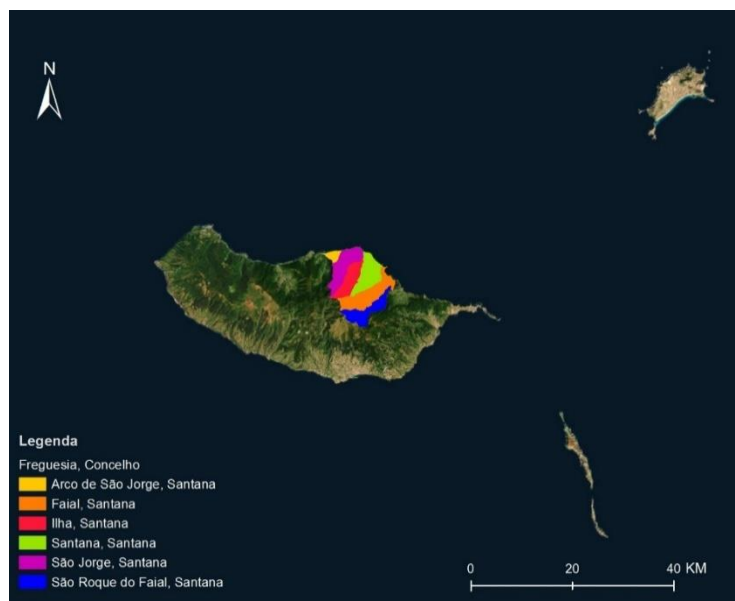 N
Legenda
Freguesia, Concelho
Arco de São Jorge, Santana
Faial, Santana
Ilha, Santana
Santana, Santana
São Jorge, Santana
São Roque do Faial, Santana
0 20 40 KM